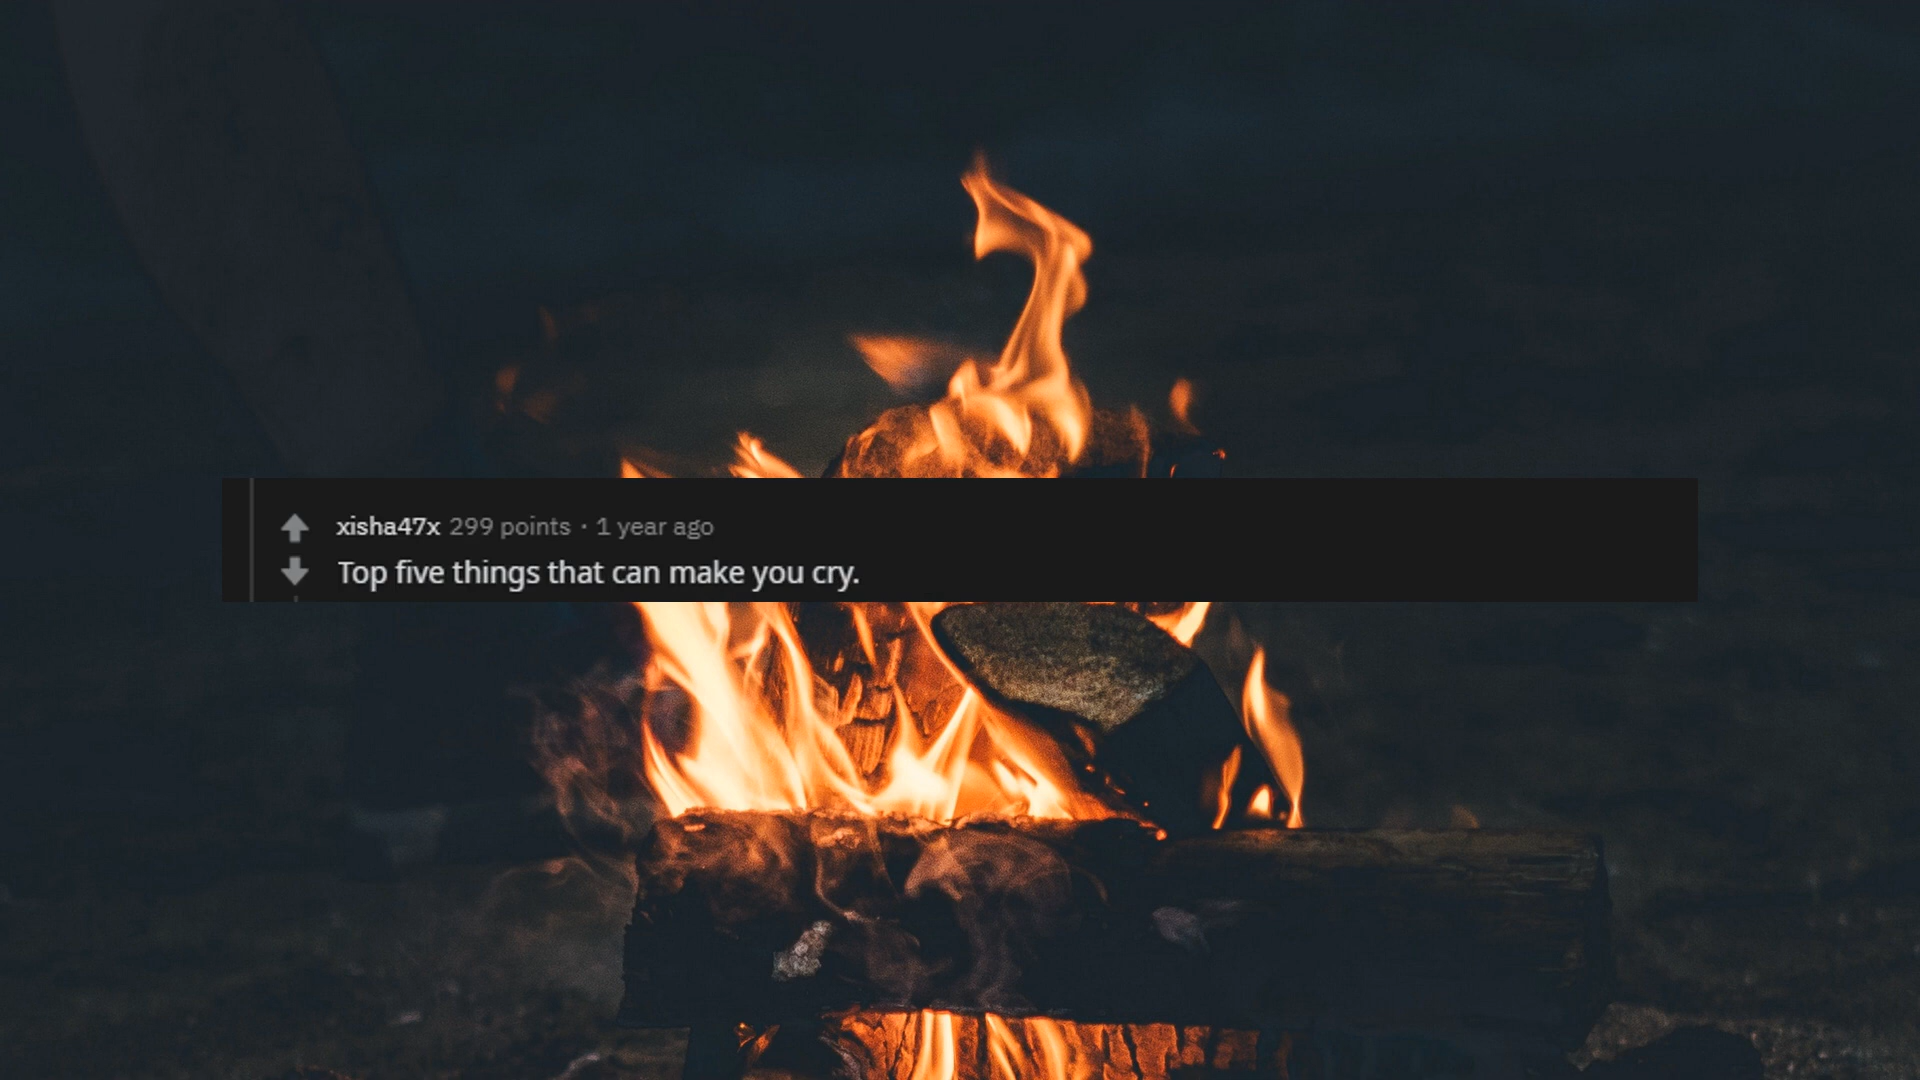 xisha47x 299 points · 1 year ago
Top five things that can make you cry.